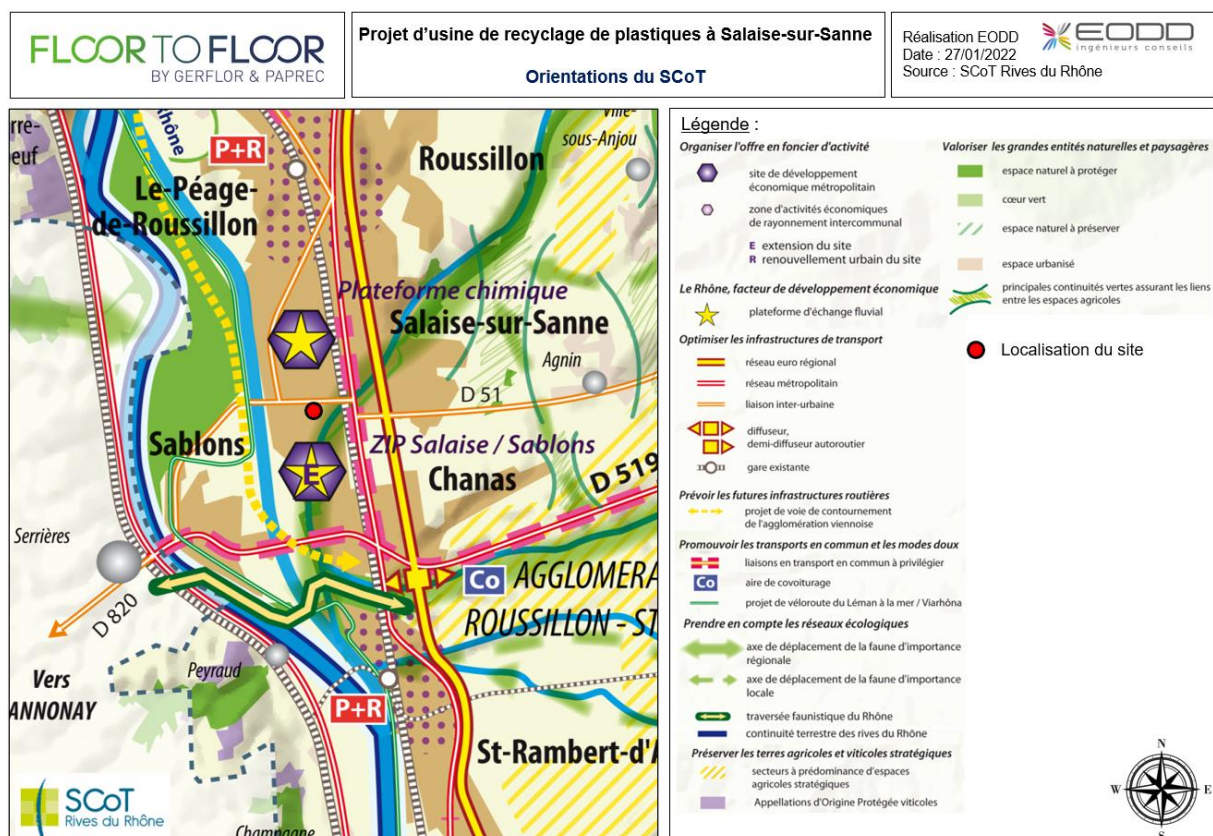 FLOOR TO FLOOR
BY GERFLOR & PAPREC
Projet d'usine de recyclage de plastiques à Salaise-sur-Sanne
Orientations du SCoT
Réalisation EODD
Date : 27/01/2022
Source : SCoT Rives du Rhône
EODD
ingénieurs conseils
Rhône
P+R
Roussillon
sous-Anjou
Le-Péage-
de-Roussillon
Plateforme chimique
Salaise-sur-Sanne
Agnin
D 51
Sablons
ZIP Salaise / Sablons
E
Chanas
D 519
Serrières
Co
AGGLOMERA
ROUSSILLON - ST
D 820
Peyraud
Vers
ANNONAY
P+R
St-Rambert-d'A
SCoT
Rives du Rhône
Champagne
Légende :
Organiser l'offre en foncier d'activité
site de développement
économique métropolitain
zone d'activités économiques
de rayonnement intercommunal
E extension du site
R renouvellement urbain du site
Le Rhône, facteur de développement économique
plateforme d'échange fluvial
Optimiser les infrastructures de transport
réseau euro régional
réseau métropolitain
liaison inter-urbaine
diffuseur,
demi-diffuseur autoroutier
gare existante
Prévoir les futures infrastructures routières
projet de voie de contournement
de l'agglomération viennoise
Promouvoir les transports en commun et les modes doux
liaisons en transport en commun à privilégier
Co aire de covoiturage
projet de véloroute du Léman à la mer / Viarhôna
Prendre en compte les réseaux écologiques
axe de déplacement de la faune d'importance
régionale
axe de déplacement de la faune d'importance
locale
traversée faunistique du Rhône
continuité terrestre des rives du Rhône
Préserver les terres agricoles et viticoles stratégiques
secteurs à prédominance d'espaces
agricoles stratégiques
Appellations d'Origine Protégée viticoles
Valoriser les grandes entités naturelles et paysagères
espace naturel à protéger
cœur vert
espace naturel à préserver
espace urbanisé
principales continuités vertes assurant les liens
entre les espaces agricoles
Localisation du site
N
W
E
S